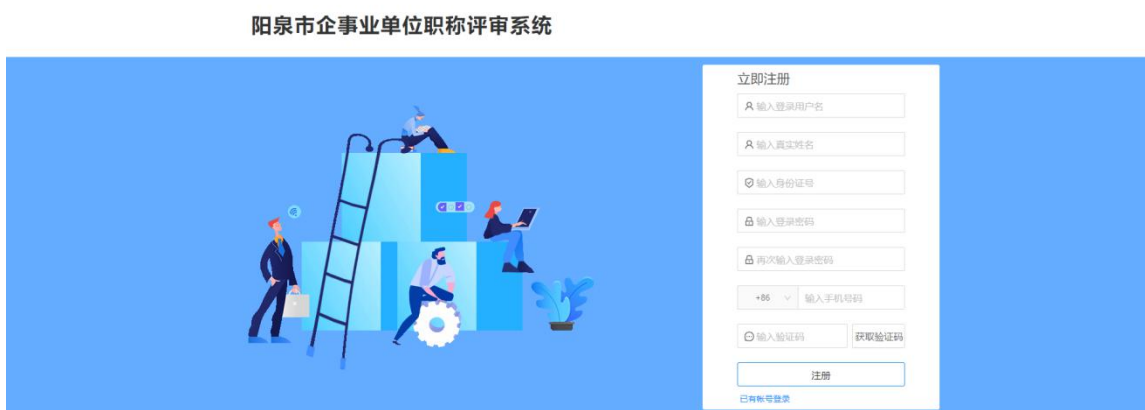 阳泉市企事业单位职称评审系统
立即注册
输入登录用户名
输入真实姓名
输入身份证号
输入登录密码
再次输入登录密码
+86 输入手机号码
输入验证码 获取验证码
注册
已有帐号登录